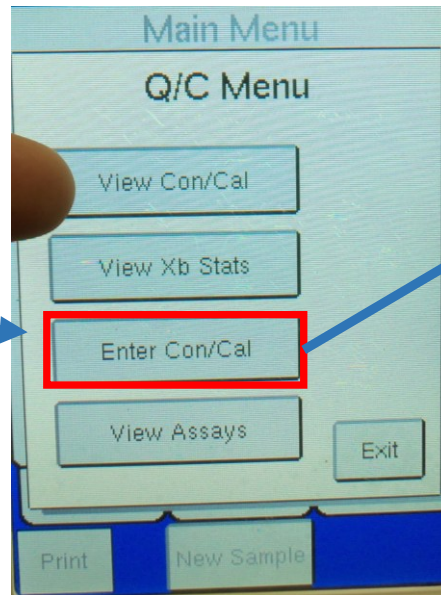 Main Menu
Q/C Menu
View Con/Cal
View Xb Stats
Enter Con/Cal
View Assays
Exit
Print
New Sample